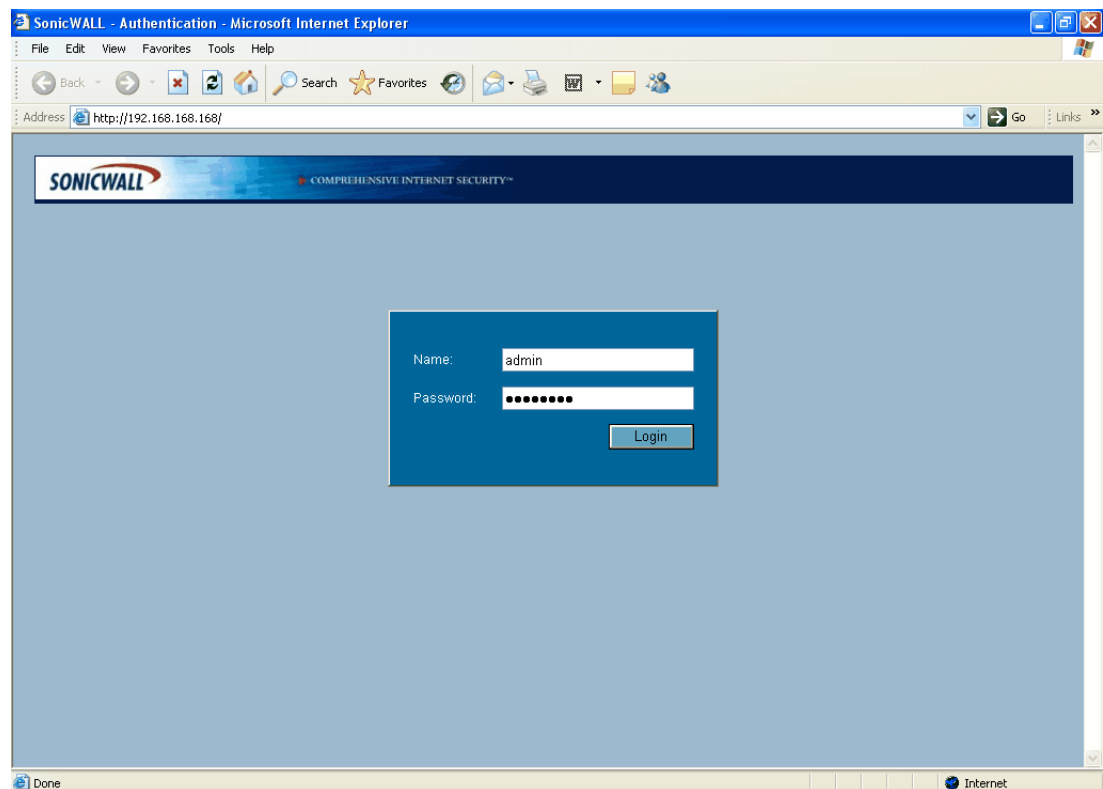 SonicWALL - Authentication - Microsoft Internet Explorer
File Edit View Favorites Tools Help
Back Search Favorites
Address http://192.168.168.168/ Go Links »
SONICWALL COMPREHENSIVE INTERNET SECURITY™
Name: admin
Password: ●●●●●●●●
Login
Done Internet